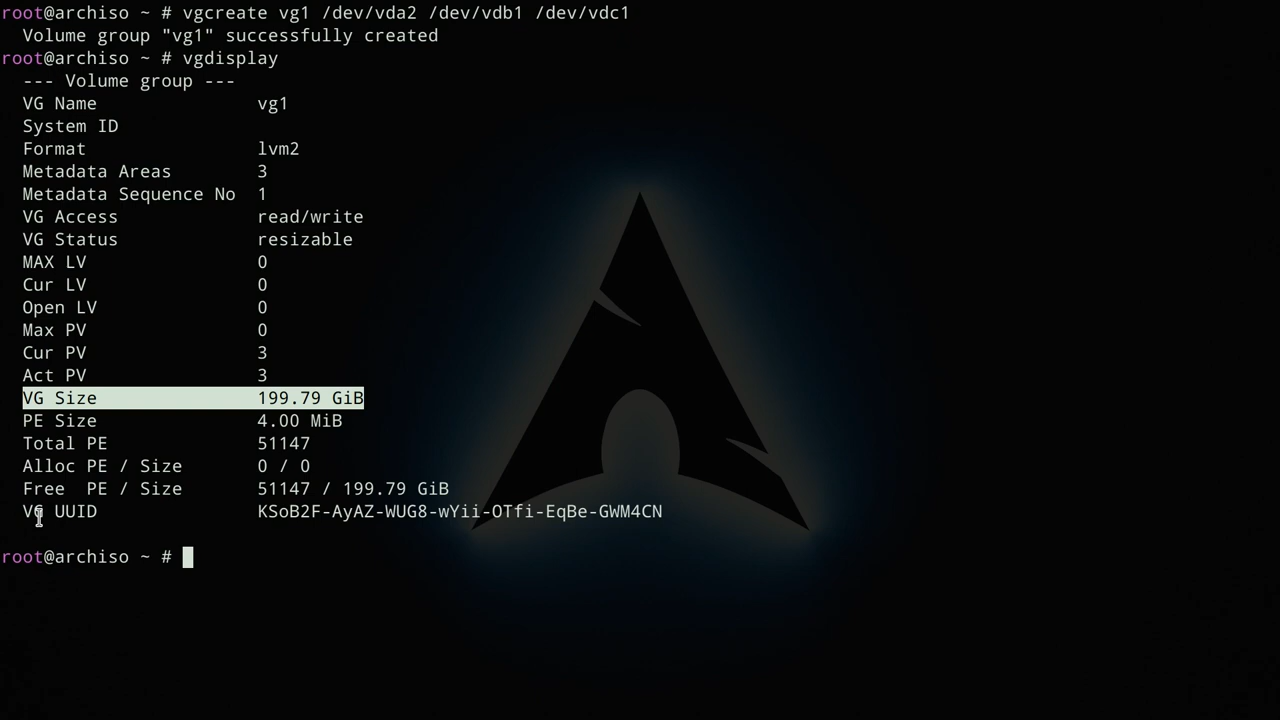 root@archiso ~ # vgcreate vg1 /dev/vda2 /dev/vdb1 /dev/vdc1
Volume group "vg1" successfully created
root@archiso ~ # vgdisplay
--- Volume group ---
VG Name vg1
System ID
Format lvm2
Metadata Areas 3
Metadata Sequence No 1
VG Access read/write
VG Status resizable
MAX LV 0
Cur LV 0
Open LV 0
Max PV 0
Cur PV 3
Act PV 3
VG Size 199.79 GiB
PE Size 4.00 MiB
Total PE 51147
Alloc PE / Size 0 / 0
Free  PE / Size 51147 / 199.79 GiB
VG UUID KSoB2F-AyAZ-WUG8-wYii-OTfi-EqBe-GWM4CN
root@archiso ~ #